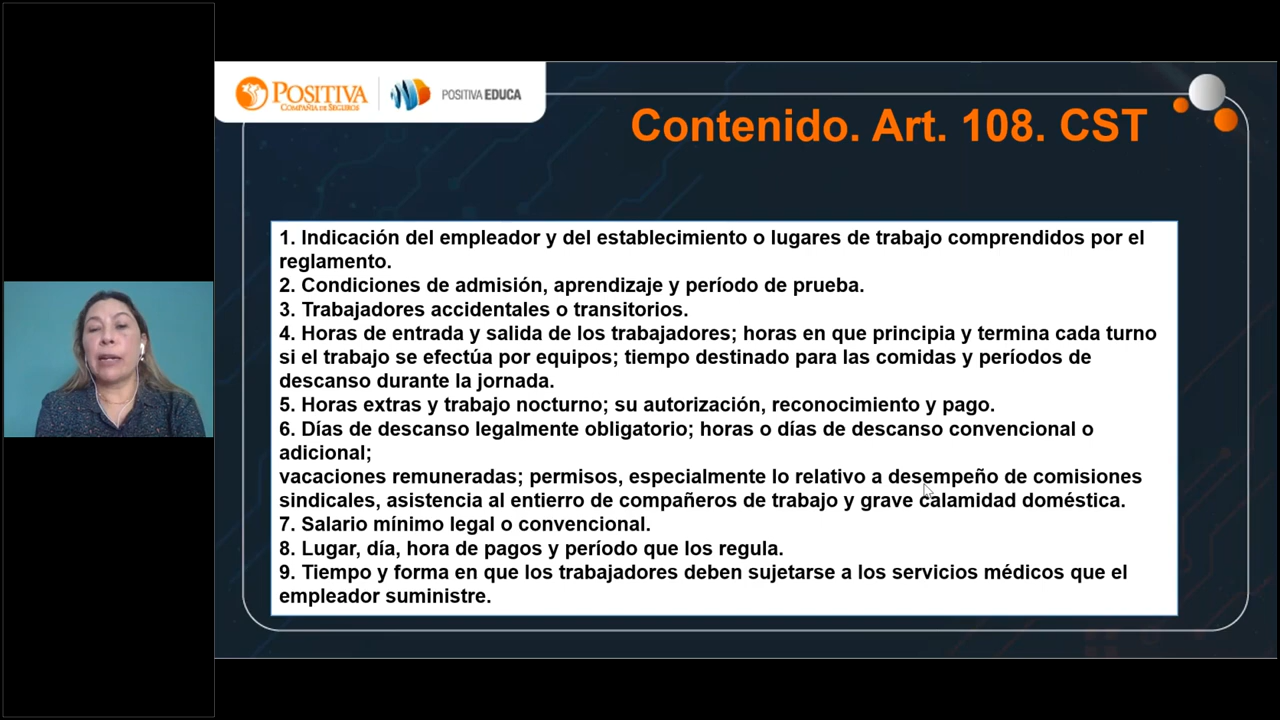 POSITIVA
COMPAÑÍA DE SEGUROS
POSITIVA EDUCA
Contenido. Art. 108. CST
1. Indicación del empleador y del establecimiento o lugares de trabajo comprendidos por el
reglamento.
2. Condiciones de admisión, aprendizaje y período de prueba.
3. Trabajadores accidentales o transitorios.
4. Horas de entrada y salida de los trabajadores; horas en que principia y termina cada turno
si el trabajo se efectúa por equipos; tiempo destinado para las comidas y períodos de
descanso durante la jornada.
5. Horas extras y trabajo nocturno; su autorización, reconocimiento y pago.
6. Días de descanso legalmente obligatorio; horas o días de descanso convencional o
adicional;
vacaciones remuneradas; permisos, especialmente lo relativo a desempeño de comisiones
sindicales, asistencia al entierro de compañeros de trabajo y grave calamidad doméstica.
7. Salario mínimo legal o convencional.
8. Lugar, día, hora de pagos y período que los regula.
9. Tiempo y forma en que los trabajadores deben sujetarse a los servicios médicos que el
empleador suministre.